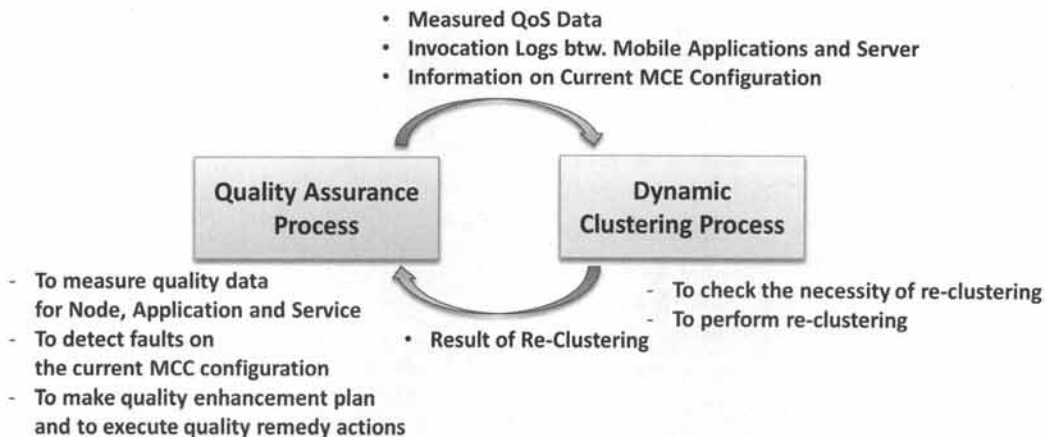 • Measured QoS Data
• Invocation Logs btw. Mobile Applications and Server
• Information on Current MCE Configuration
Quality Assurance
Process
Dynamic
Clustering Process
- To measure quality data
for Node, Application and Service
- To detect faults on
the current MCC configuration
- To make quality enhancement plan
and to execute quality remedy actions
• Result of Re-Clustering
- To check the necessity of re-clustering
- To perform re-clustering